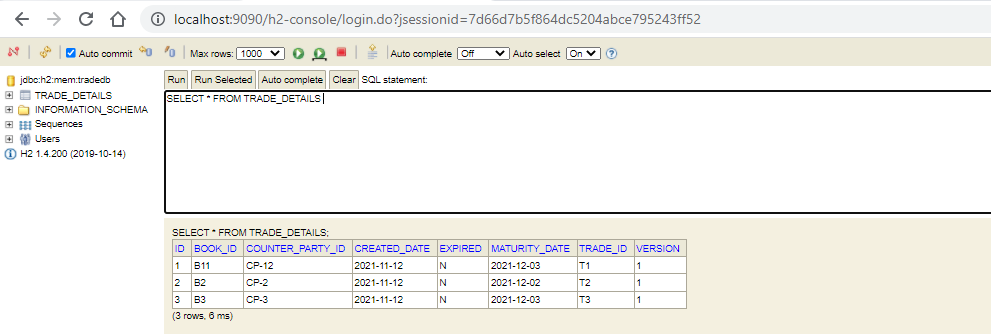 localhost:9090/h2-console/login.do?jsessionid=7d66d7b5f864dc5204abce795243ff52
Auto commit Max rows: 1000 Auto complete Off Auto select On
jdbc:h2:mem:tradedb
TRADE_DETAILS
INFORMATION_SCHEMA
Sequences
Users
H2 1.4.200 (2019-10-14)
Run Run Selected Auto complete Clear SQL statement:
SELECT * FROM TRADE_DETAILS
SELECT * FROM TRADE_DETAILS;
ID BOOK_ID COUNTER_PARTY_ID CREATED_DATE EXPIRED MATURITY_DATE TRADE_ID VERSION
1 B11 CP-12 2021-11-12 N 2021-12-03 T1 1
2 B2 CP-2 2021-11-12 N 2021-12-02 T2 1
3 B3 CP-3 2021-11-12 N 2021-12-03 T3 1
(3 rows, 6 ms)